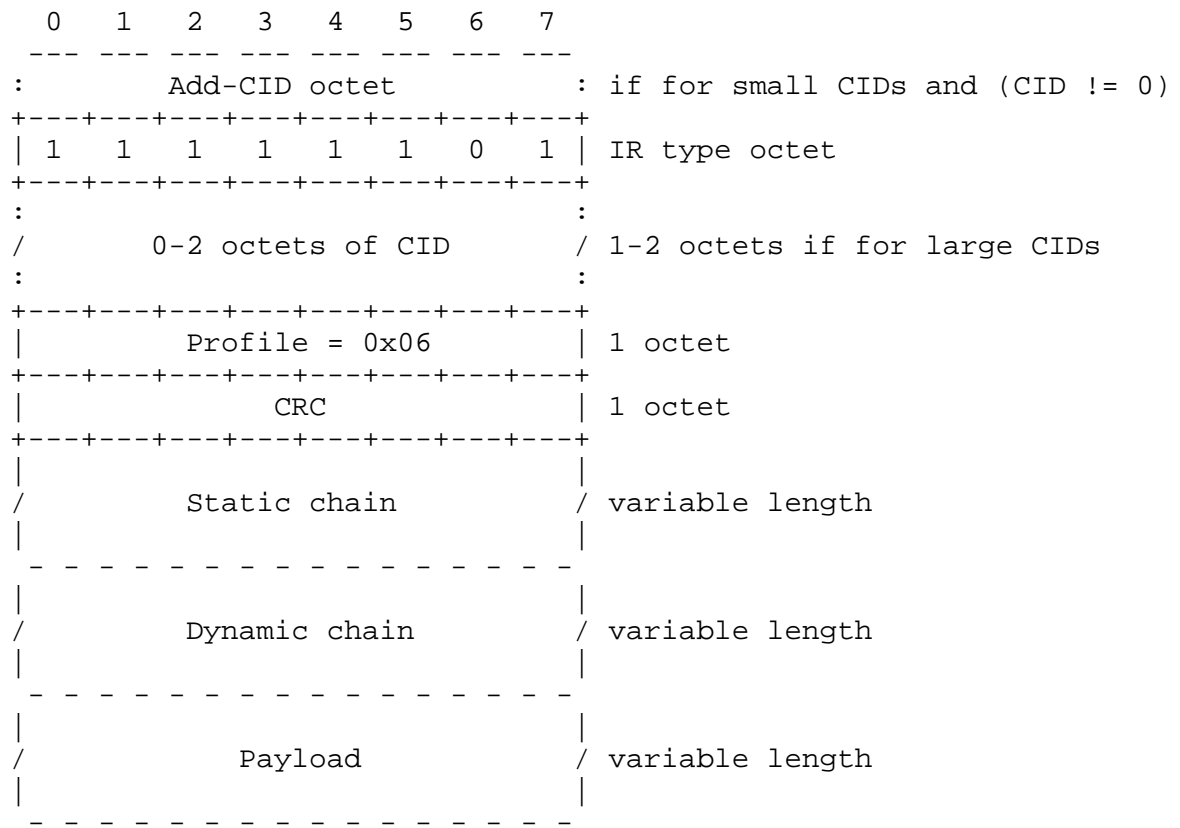 0   1   2   3   4   5   6   7
 --- --- --- --- --- --- --- ---
:         Add-CID octet         : if for small CIDs and (CID != 0)
+---+---+---+---+---+---+---+---+
| 1   1   1   1   1   1   0   1 | IR type octet
+---+---+---+---+---+---+---+---+
:                               :
/       0-2 octets of CID       / 1-2 octets if for large CIDs
:                               :
+---+---+---+---+---+---+---+---+
|         Profile = 0x06        | 1 octet
+---+---+---+---+---+---+---+---+
|              CRC              | 1 octet
+---+---+---+---+---+---+---+---+
|                               |
/         Static chain          / variable length
|                               |
 - - - - - - - - - - - - - - - -
|                               |
/         Dynamic chain         / variable length
|                               |
 - - - - - - - - - - - - - - - -
|                               |
/            Payload            / variable length
|                               |
 - - - - - - - - - - - - - - - -